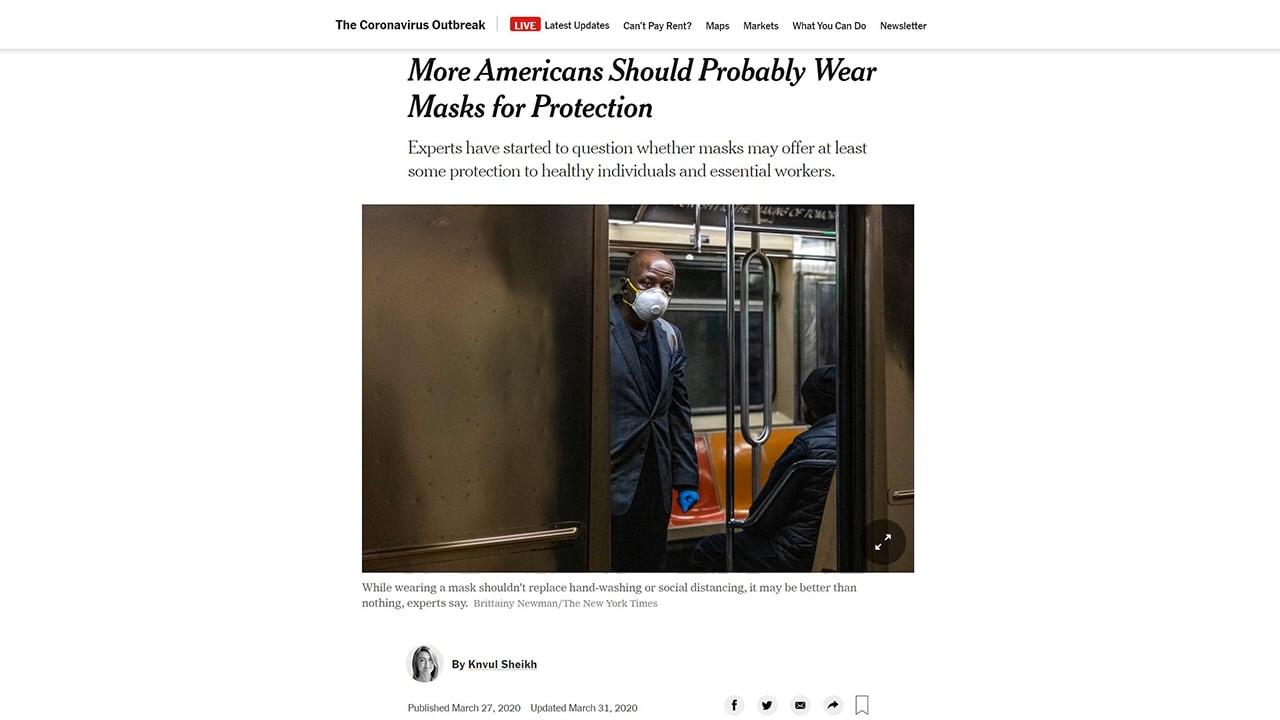 The Coronavirus Outbreak LIVE Latest Updates Can't Pay Rent? Maps Markets What You Can Do Newsletter
More Americans Should Probably Wear
Masks for Protection
Experts have started to question whether masks may offer at least
some protection to healthy individuals and essential workers.
While wearing a mask shouldn't replace hand-washing or social distancing, it may be better than
nothing, experts say. Brittainy Newman/The New York Times
By Knvul Sheikh
Published March 27, 2020 Updated March 31, 2020